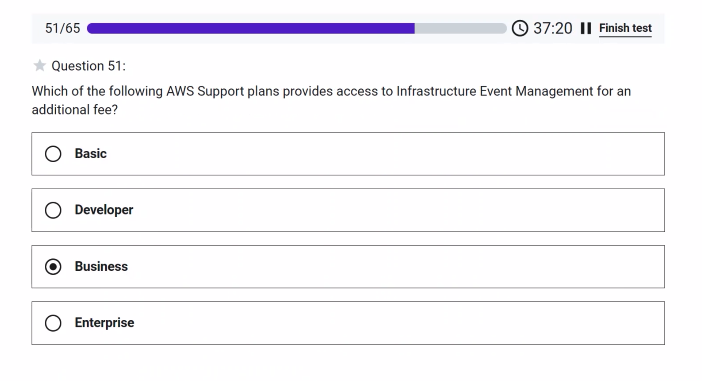 51/65 37:20 Finish test
Question 51:
Which of the following AWS Support plans provides access to Infrastructure Event Management for an
additional fee?
Basic
Developer
Business
Enterprise